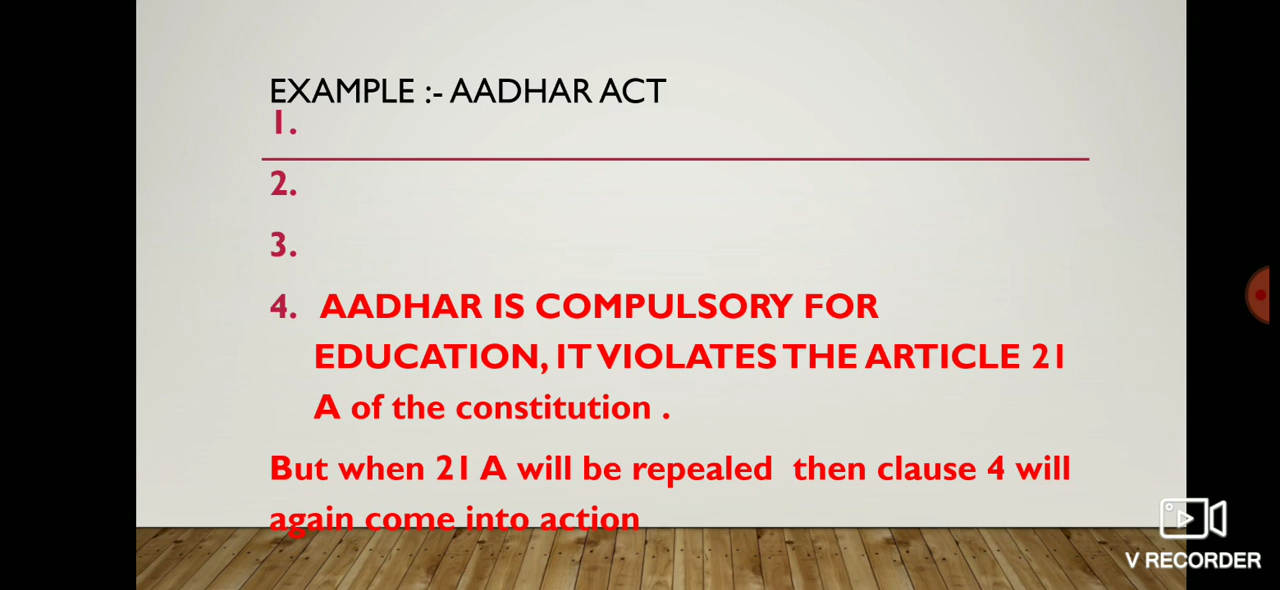 EXAMPLE :- AADHAR ACT
1.
2.
3.
4. AADHAR IS COMPULSORY FOR
EDUCATION, IT VIOLATES THE ARTICLE 21
A of the constitution .
But when 21 A will be repealed then clause 4 will
again come into action
V RECORDER